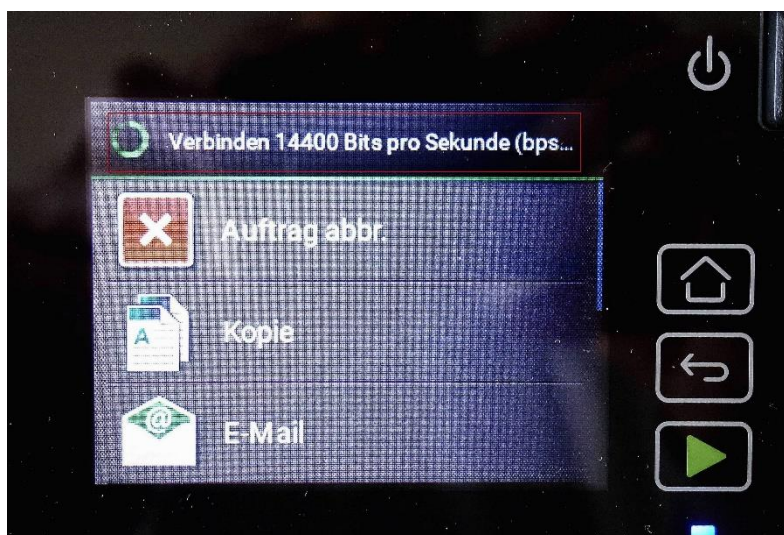 Verbinden 14400 Bits pro Sekunde (bps...
Auftrag abbr.
A
Kopie
@
E-Mail